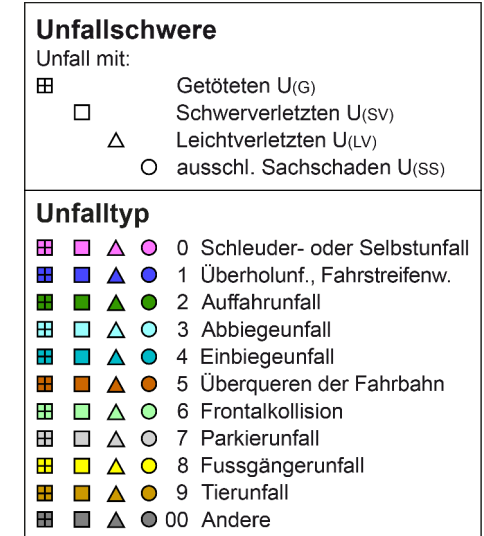 Unfallschwere
Unfall mit:
Getöteten U(G)
Schwerverletzten U(SV)
Leichtverletzten U(LV)
ausschl. Sachschaden U(SS)
Unfalltyp
0 Schleuder- oder Selbstunfall
1 Überholunf., Fahrstreifenw.
2 Auffahrunfall
3 Abbiegeunfall
4 Einbiegeunfall
5 Überqueren der Fahrbahn
6 Frontalkollision
7 Parkierunfall
8 Fussgängerunfall
9 Tierunfall
00 Andere